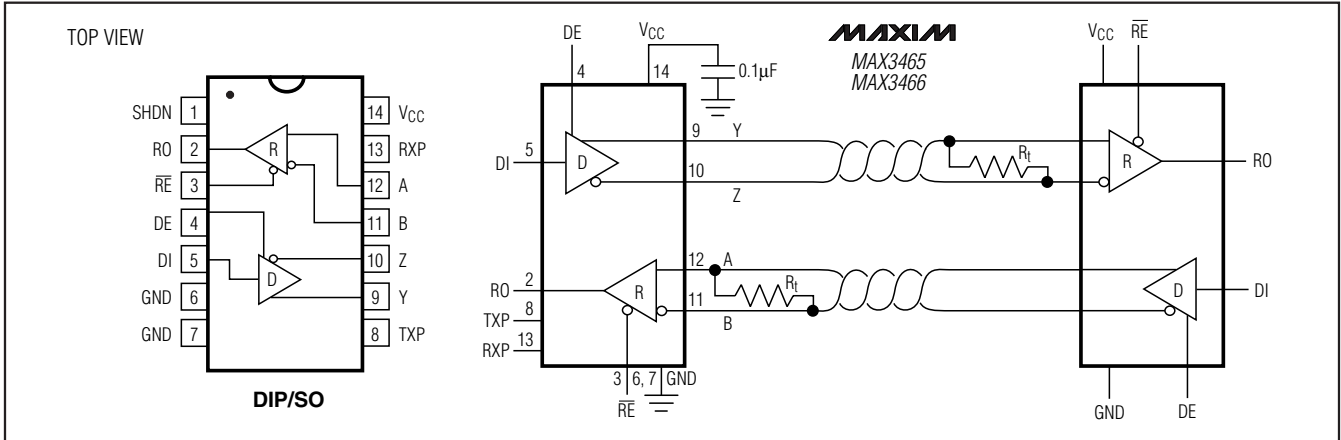 TOP VIEW
SHDN 1
RO 2
RE 3
DE 4
DI 5
GND 6
GND 7
14 VCC
13 RXP
12 A
11 B
10 Z
9 Y
8 TXP
R
D
DIP/SO
DE
4
VCC
14
0.1µF
MAXIM
MAX3465
MAX3466
VCC
RE
DI 5
D
9 Y
10
Z
Rt
R
RO
RO 2
TXP 8
RXP 13
R
12 A
11
B
Rt
D
DI
3
RE
6, 7
GND
GND
DE